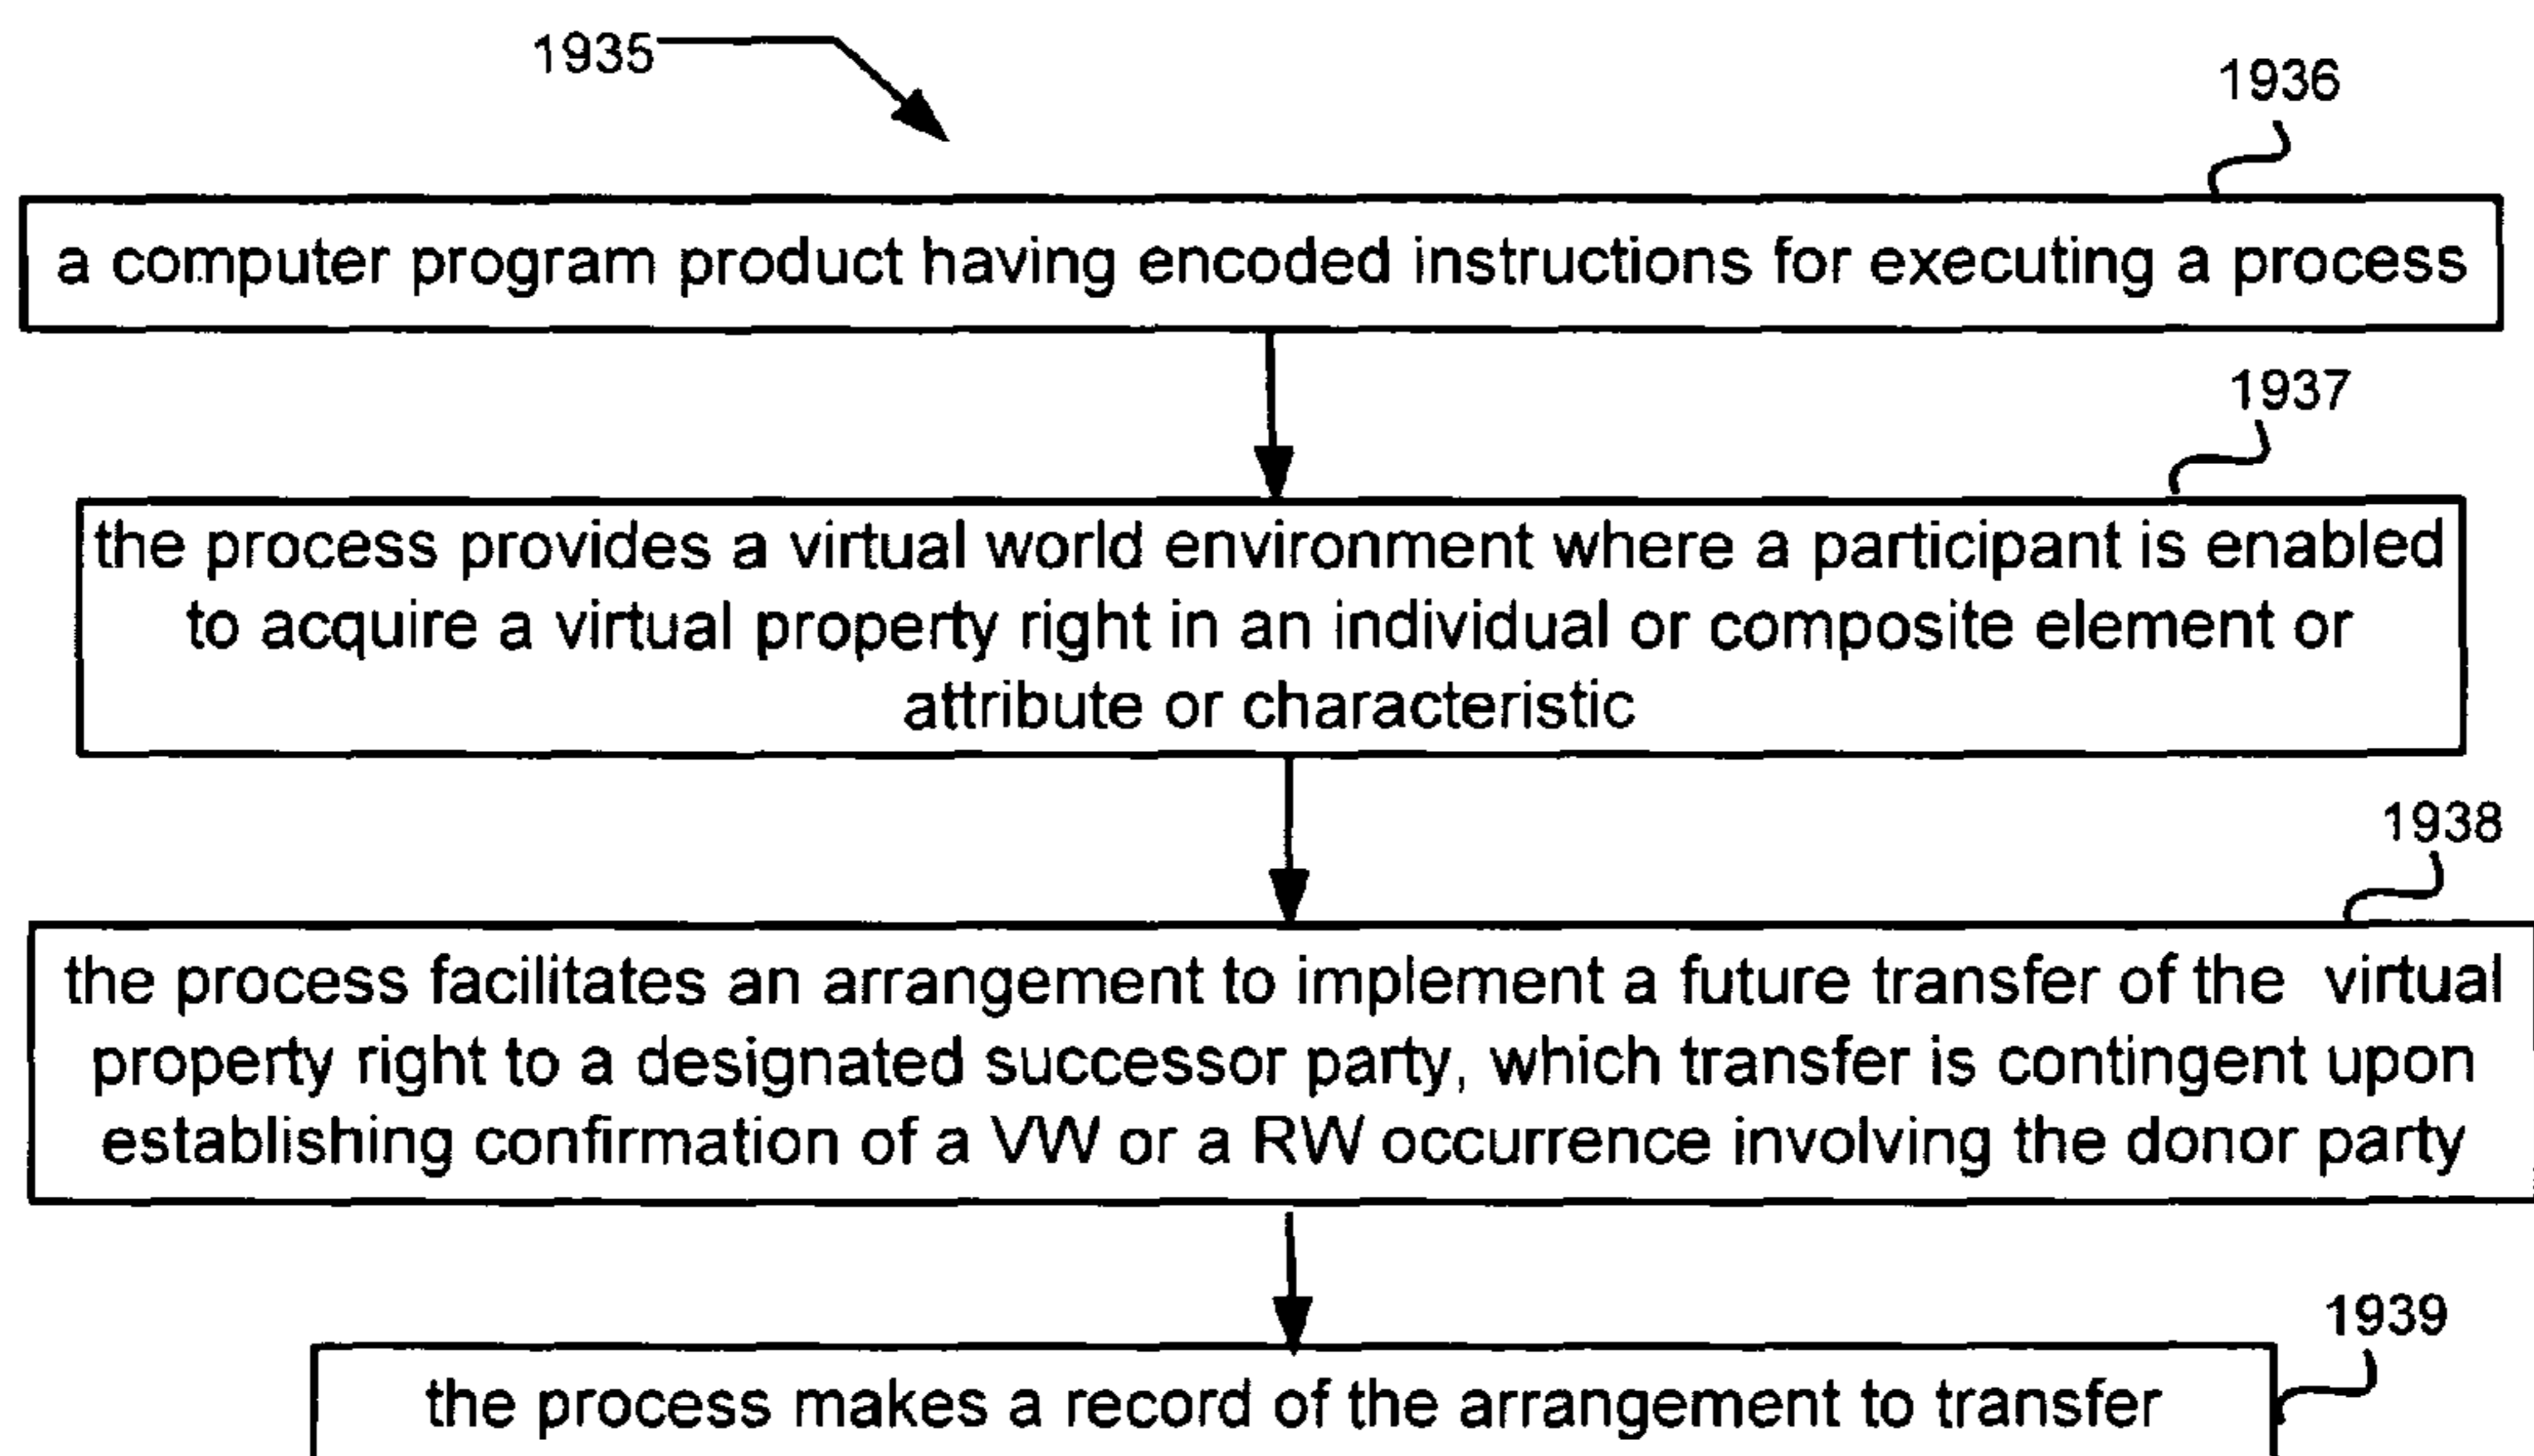 1935
1936
a computer program product having encoded instructions for executing a process
1937
the process provides a virtual world environment where a participant is enabled
to acquire a virtual property right in an individual or composite element or
attribute or characteristic
1938
the process facilitates an arrangement to implement a future transfer of the virtual
property right to a designated successor party, which transfer is contingent upon
establishing confirmation of a VW or a RW occurrence involving the donor party
1939
the process makes a record of the arrangement to transfer